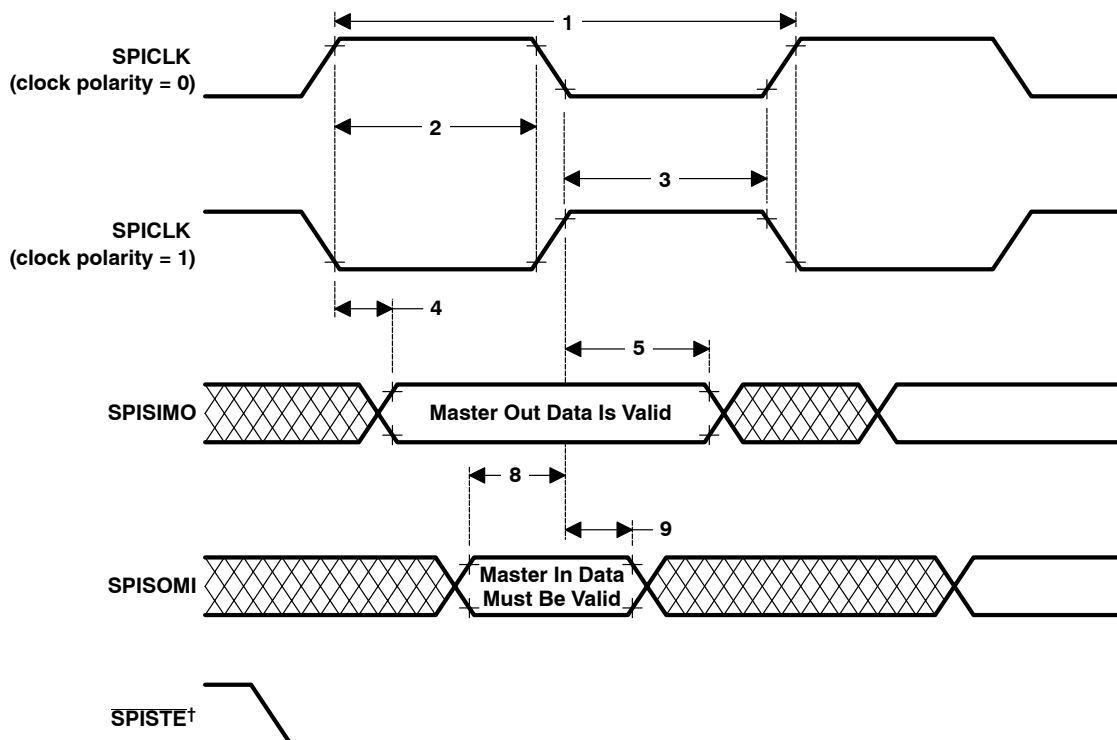 1
SPICLK
(clock polarity = 0)
2
3
SPICLK
(clock polarity = 1)
4
5
SPISIMO
Master Out Data Is Valid
8
9
SPISOMI
Master In Data
Must Be Valid
SPISTE†